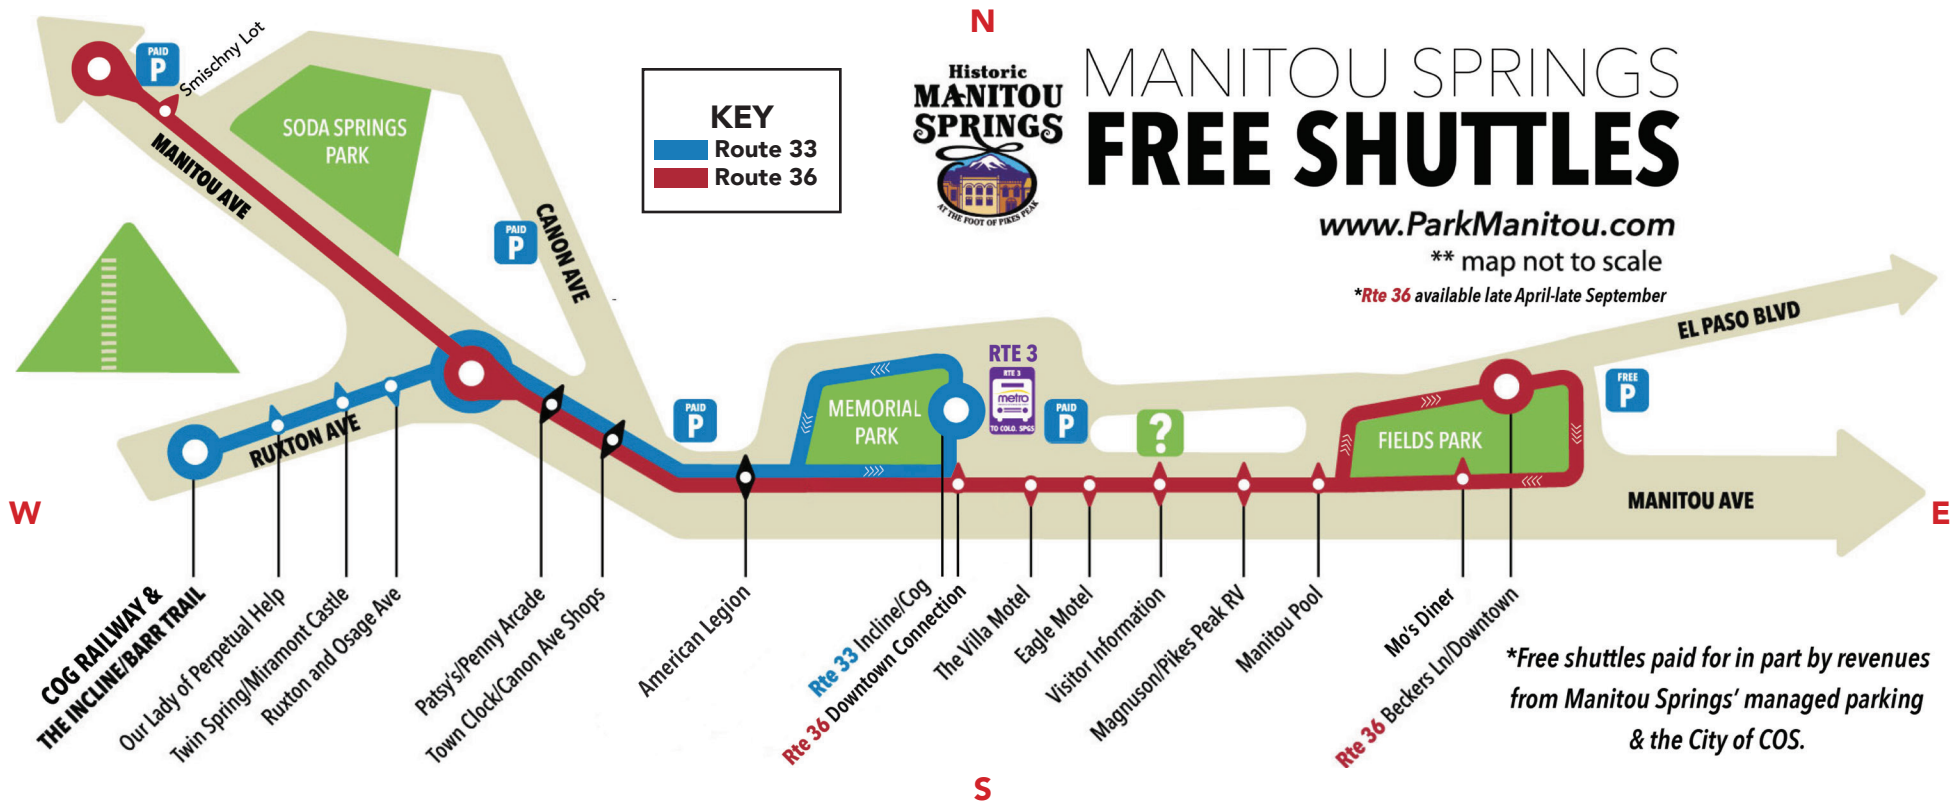 N
PAID
P
Smischny Lot
MANITOU AVE
SODA SPRINGS
PARK
PAID
P
CANON AVE
KEY
Route 33
Route 36
Historic
MANITOU
SPRINGS
AT THE FOOT OF PIKES PEAK
MANITOU SPRINGS
FREE SHUTTLES
www.ParkManitou.com
** map not to scale
*Rte 36 available late April-late September
EL PASO BLVD
RUXTON AVE
PAID
P
MEMORIAL
PARK
RTE 3
RTE 3
metro
TO COLO. SPGS
PAID
P
?
FIELDS PARK
FREE
P
MANITOU AVE
W
E
COG RAILWAY &
THE INCLINE/BARR TRAIL
Our Lady of Perpetual Help
Twin Spring/Miramont Castle
Ruxton and Osage Ave
Patsy's/Penny Arcade
Town Clock/Canon Ave Shops
American Legion
Rte 33 Incline/Cog
Rte 36 Downtown Connection
The Villa Motel
Eagle Motel
Visitor Information
Magnuson/Pikes Peak RV
Manitou Pool
Mo's Diner
Rte 36 Beckers Ln/Downtown
*Free shuttles paid for in part by revenues
from Manitou Springs' managed parking
& the City of COS.
S